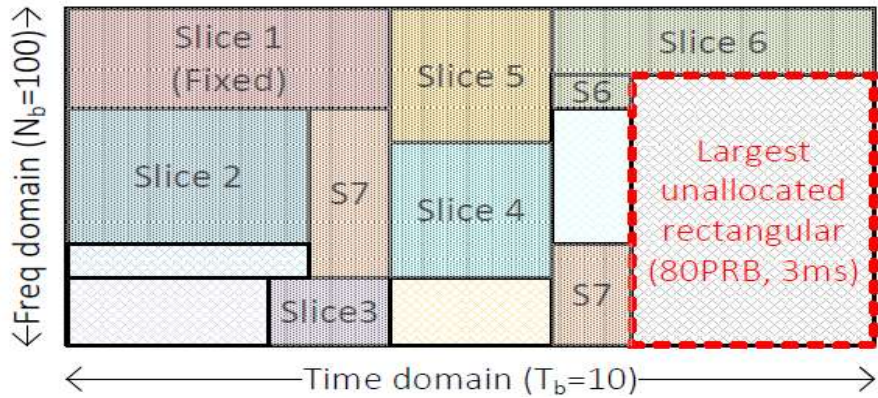 Slice 1
(Fixed)
Slice 5
Slice 6
S6
Slice 2
S7
Slice 4
Largest
unallocated
rectangular
(80PRB, 3ms)
Slice3
S7
Freq domain (N_b=100)
Time domain (T_b=10)